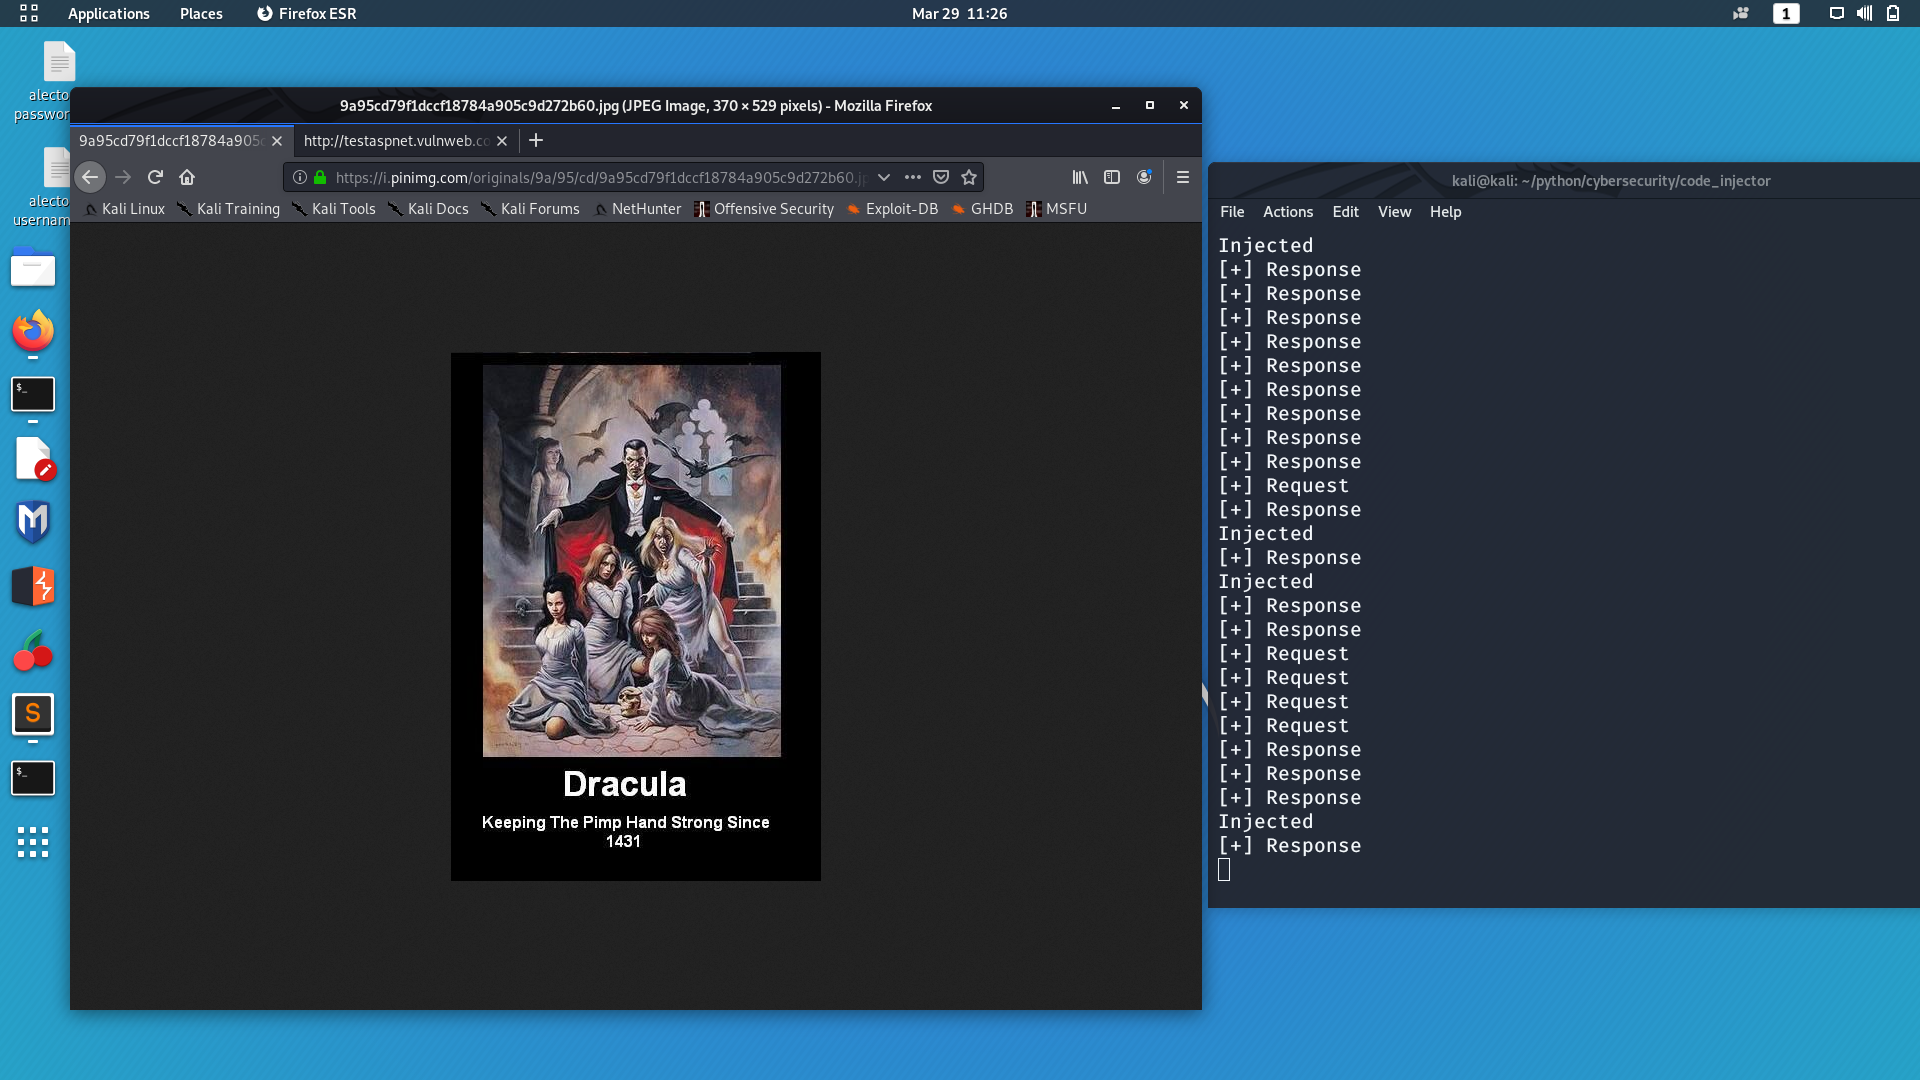 Applications Places Firefox ESR Mar 29 11:26 1
alecto
passwor
alecto
usernam
9a95cd79f1dccf18784a905c9d272b60.jpg (JPEG Image, 370 × 529 pixels) - Mozilla Firefox
9a95cd79f1dccf18784a905c http://testaspnet.vulnweb.co
https://i.pinimg.com/originals/9a/95/cd/9a95cd79f1dccf18784a905c9d272b60.jp
Kali Linux Kali Training Kali Tools Kali Docs Kali Forums NetHunter Offensive Security Exploit-DB GHDB MSFU
Dracula
Keeping The Pimp Hand Strong Since
1431
kali@kali: ~/python/cybersecurity/code_injector
File Actions Edit View Help
Injected
[+] Response
[+] Response
[+] Response
[+] Response
[+] Response
[+] Response
[+] Response
[+] Response
[+] Response
[+] Request
[+] Response
Injected
[+] Response
Injected
[+] Response
[+] Response
[+] Request
[+] Request
[+] Request
[+] Request
[+] Response
[+] Response
[+] Response
Injected
[+] Response